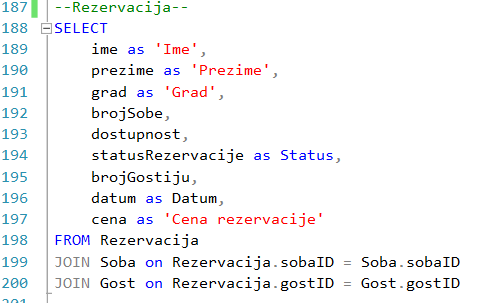 187 --Rezervacija--
188 SELECT
189 ime as 'Ime',
190 prezime as 'Prezime',
191 grad as 'Grad',
192 brojSobe,
193 dostupnost,
194 statusRezervacije as Status,
195 brojGostiju,
196 datum as Datum,
197 cena as 'Cena rezervacije'
198 FROM Rezervacija
199 JOIN Soba on Rezervacija.sobaID = Soba.sobaID
200 JOIN Gost on Rezervacija.gostID = Gost.gostID